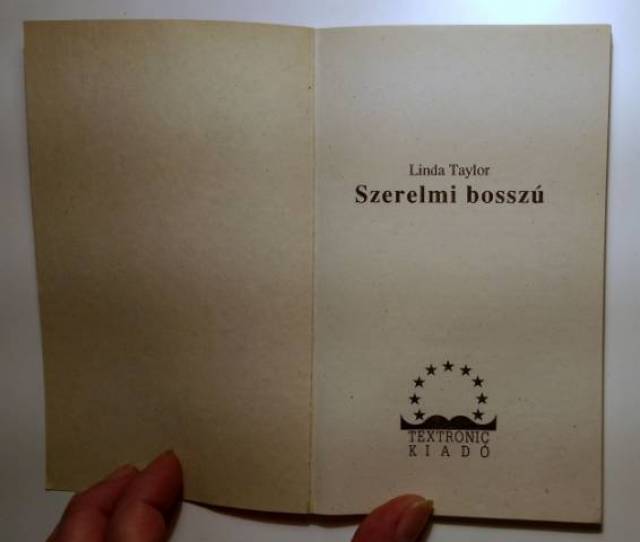 Linda Taylor
Szerelmi bosszú
TEXTRONIC
KIADÓ